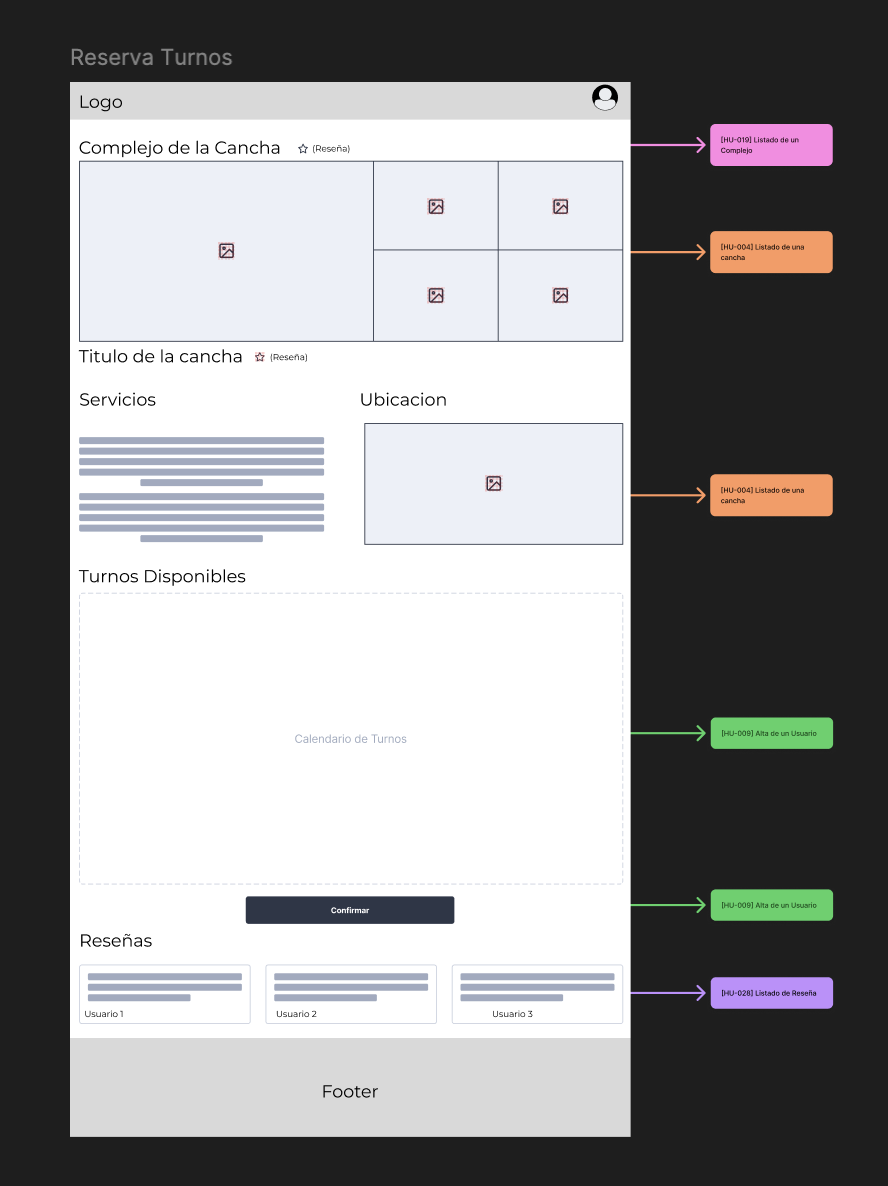 Reserva Turnos
Logo
Complejo de la Cancha (Reseña)
[HU-019] Listado de un
Complejo
[HU-004] Listado de una
cancha
Titulo de la cancha (Reseña)
Servicios
Ubicacion
[HU-004] Listado de una
cancha
Turnos Disponibles
Calendario de Turnos
[HU-009] Alta de un Usuario
Confirmar
[HU-009] Alta de un Usuario
Reseñas
[HU-028] Listado de Reseña
Usuario 1
Usuario 2
Usuario 3
Footer